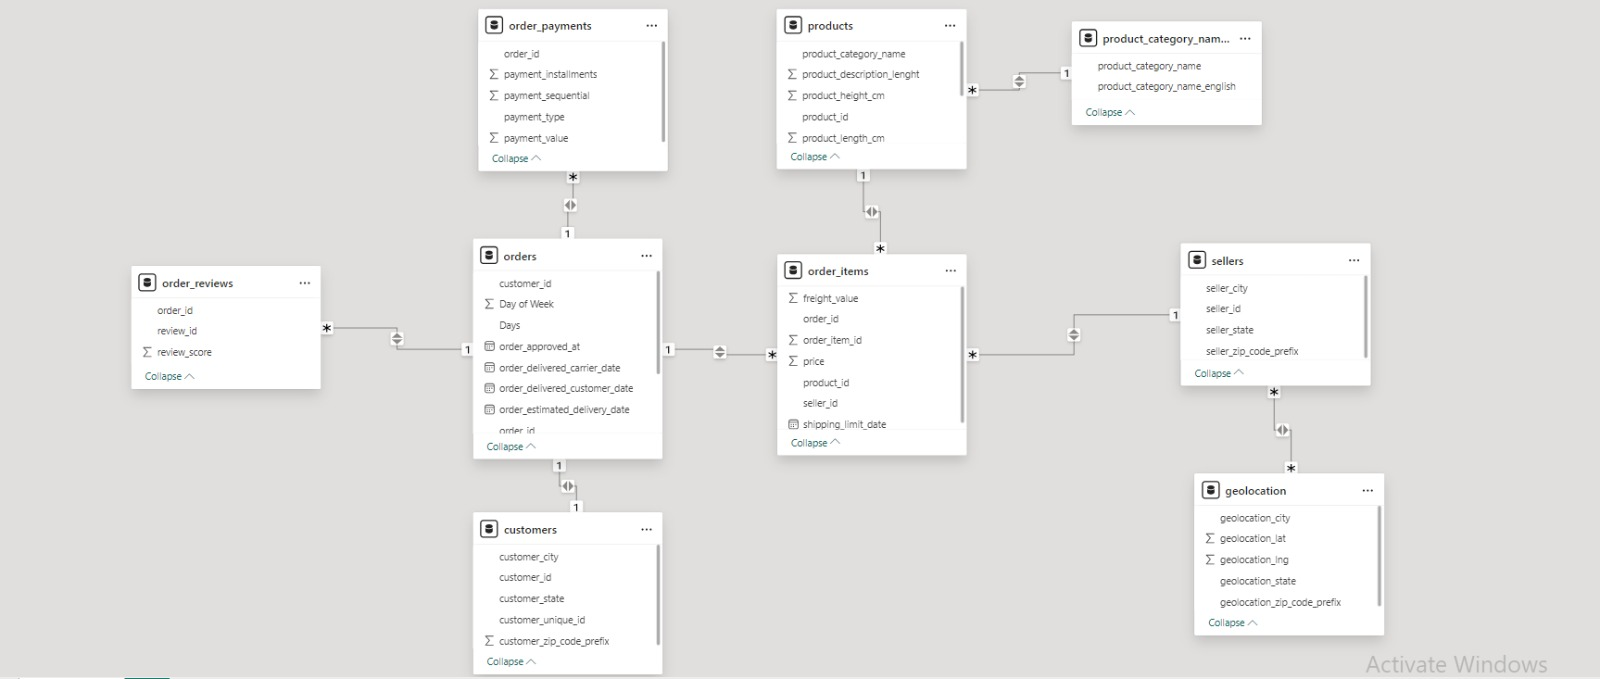 order_payments ...
order_id
Σ payment_installments
Σ payment_sequential
payment_type
Σ payment_value
Collapse
products ...
product_category_name
Σ product_description_lenght
Σ product_height_cm
product_id
Σ product_length_cm
Collapse
product_category_nam... ...
product_category_name
product_category_name_english
Collapse
* 1
* 1
1 *
order_reviews ...
order_id
review_id
Σ review_score
Collapse
* 1
orders ...
customer_id
Σ Day of Week
Days
order_approved_at
order_delivered_carrier_date
order_delivered_customer_date
order_estimated_delivery_date
order_id
Collapse
1 *
order_items ...
Σ freight_value
order_id
Σ order_item_id
Σ price
product_id
seller_id
shipping_limit_date
Collapse
* 1
sellers ...
seller_city
seller_id
seller_state
seller_zip_code_prefix
Collapse
1 1
* *
customers ...
customer_city
customer_id
customer_state
customer_unique_id
Σ customer_zip_code_prefix
Collapse
geolocation ...
geolocation_city
Σ geolocation_lat
Σ geolocation_lng
geolocation_state
geolocation_zip_code_prefix
Collapse
Activate Windows